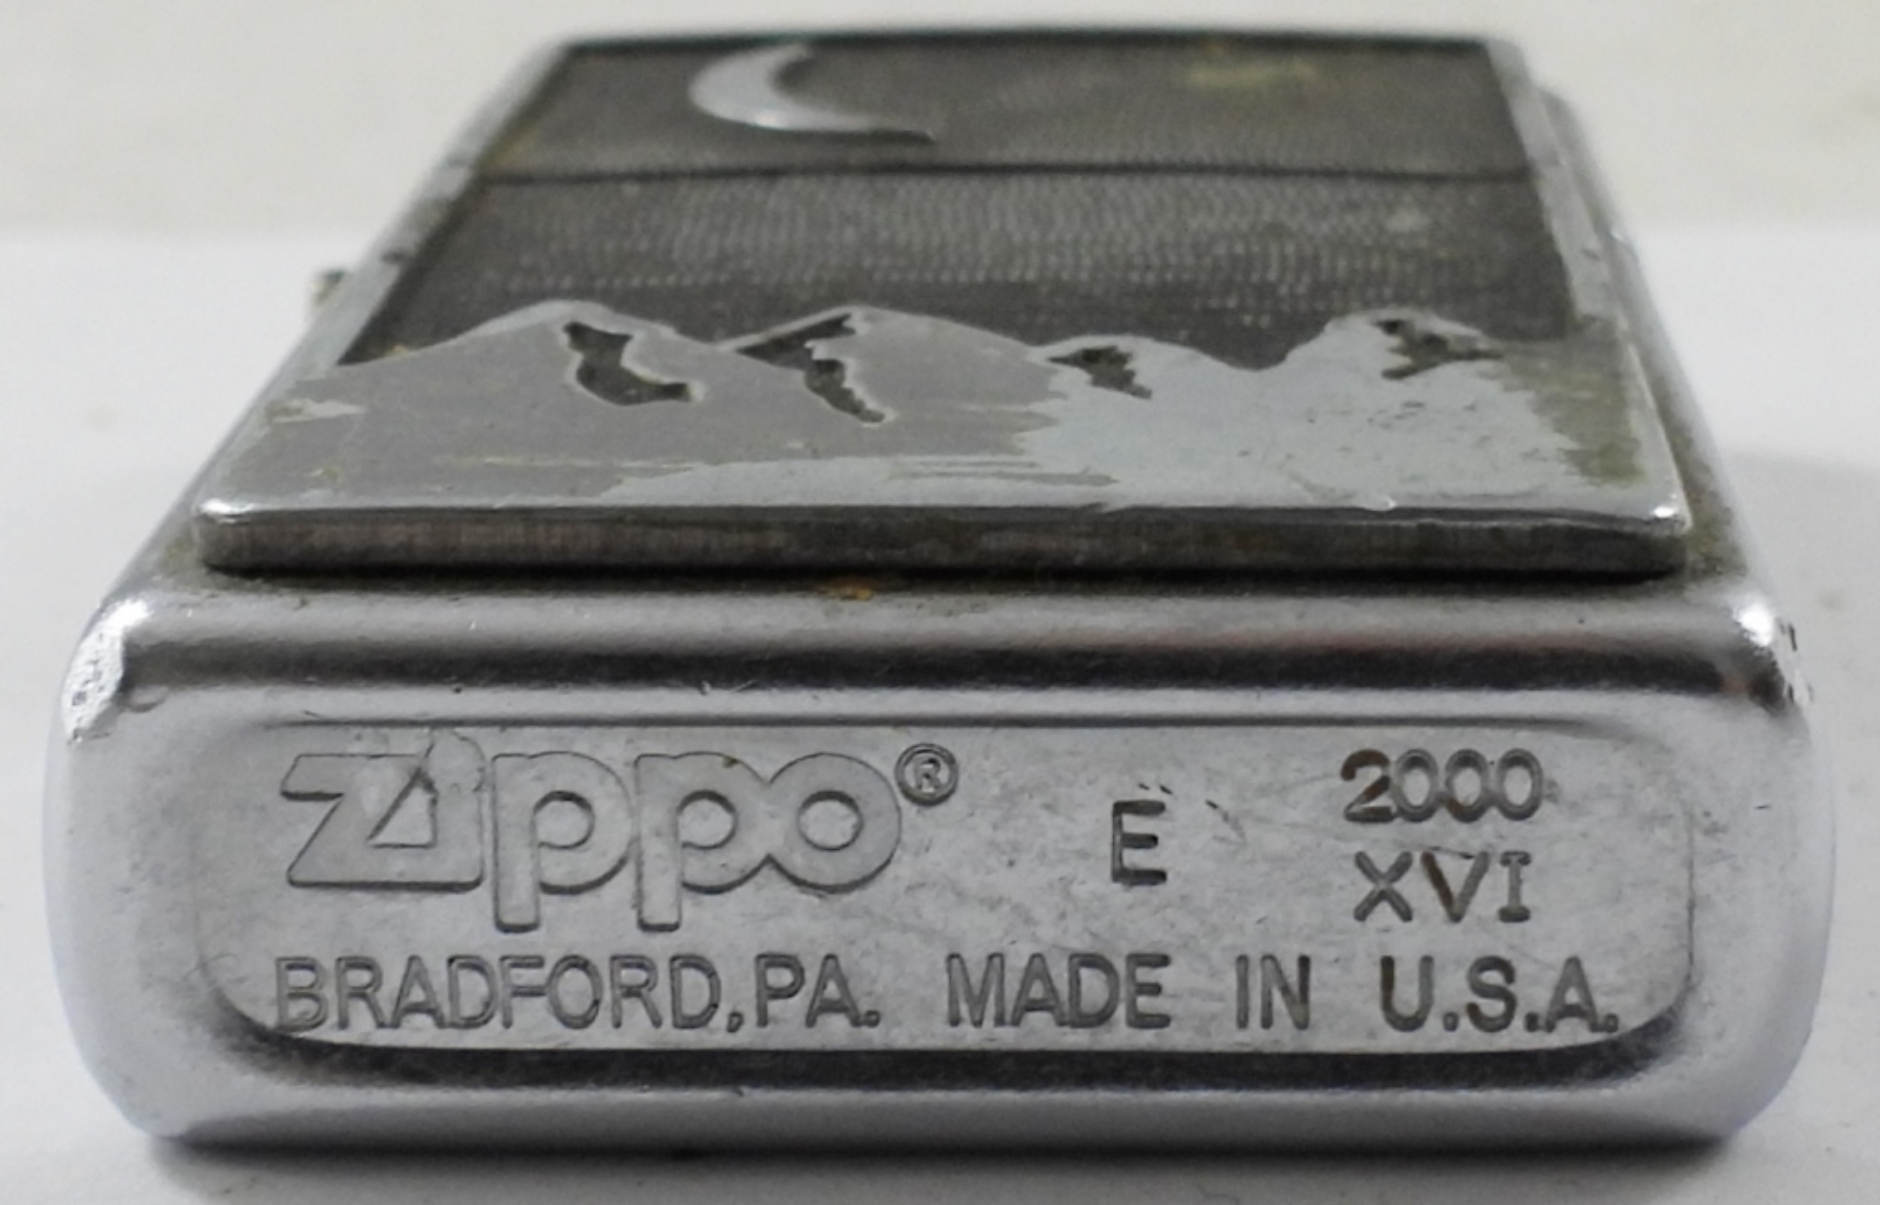 Zippo® E 2000
XVI
BRADFORD, PA. MADE IN U.S.A.